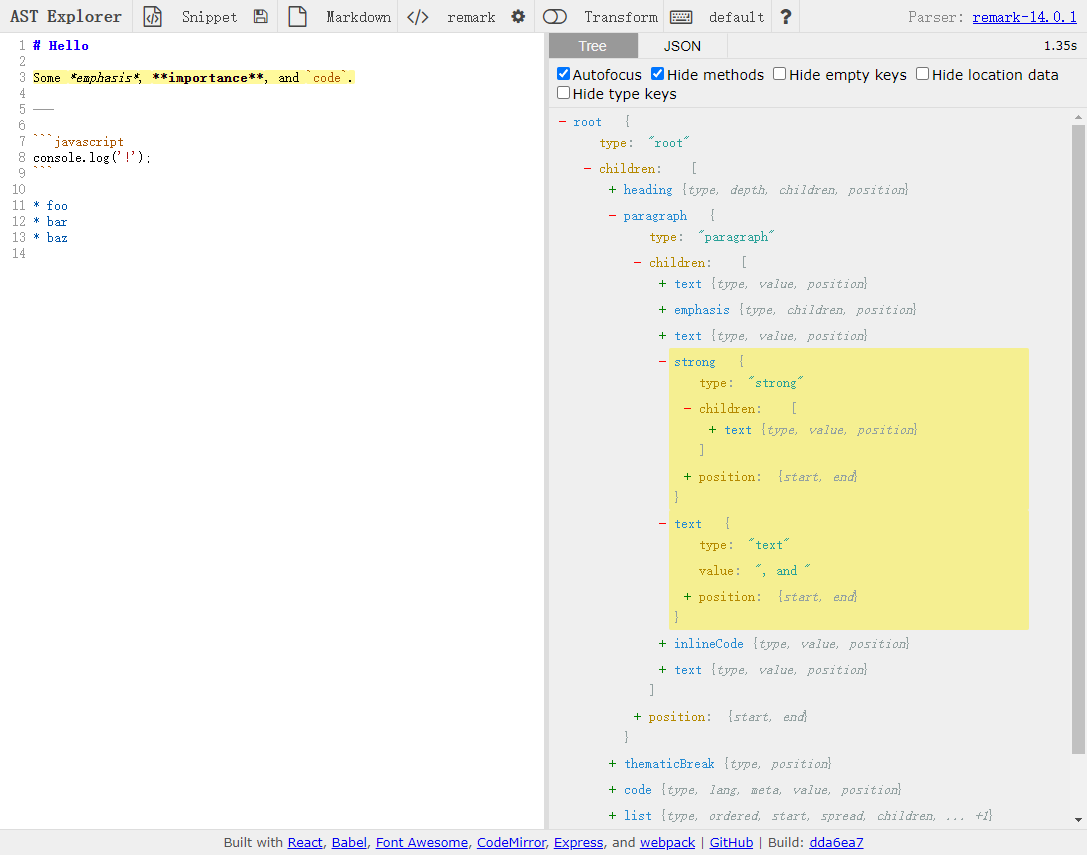 AST Explorer Snippet Markdown </> remark Transform default ? Parser: remark-14.0.1
1 # Hello
2
3 Some *emphasis*, **importance**, and `code`.
4
5 ---
6
7 ```javascript
8 console.log('!');
9 ```
10
11 * foo
12 * bar
13 * baz
14
Tree JSON 1.35s
Autofocus Hide methods Hide empty keys Hide location data
Hide type keys
- root {
type: "root"
- children: [
+ heading {type, depth, children, position}
- paragraph {
type: "paragraph"
- children: [
+ text {type, value, position}
+ emphasis {type, children, position}
+ text {type, value, position}
- strong {
type: "strong"
- children: [
+ text {type, value, position}
]
+ position: {start, end}
}
- text {
type: "text"
value: ", and "
+ position: {start, end}
}
+ inlineCode {type, value, position}
+ text {type, value, position}
]
+ position: {start, end}
}
+ thematicBreak {type, position}
+ code {type, lang, meta, value, position}
+ list {type, ordered, start, spread, children, ... +1}
Built with React, Babel, Font Awesome, CodeMirror, Express, and webpack | GitHub | Build: dda6ea7